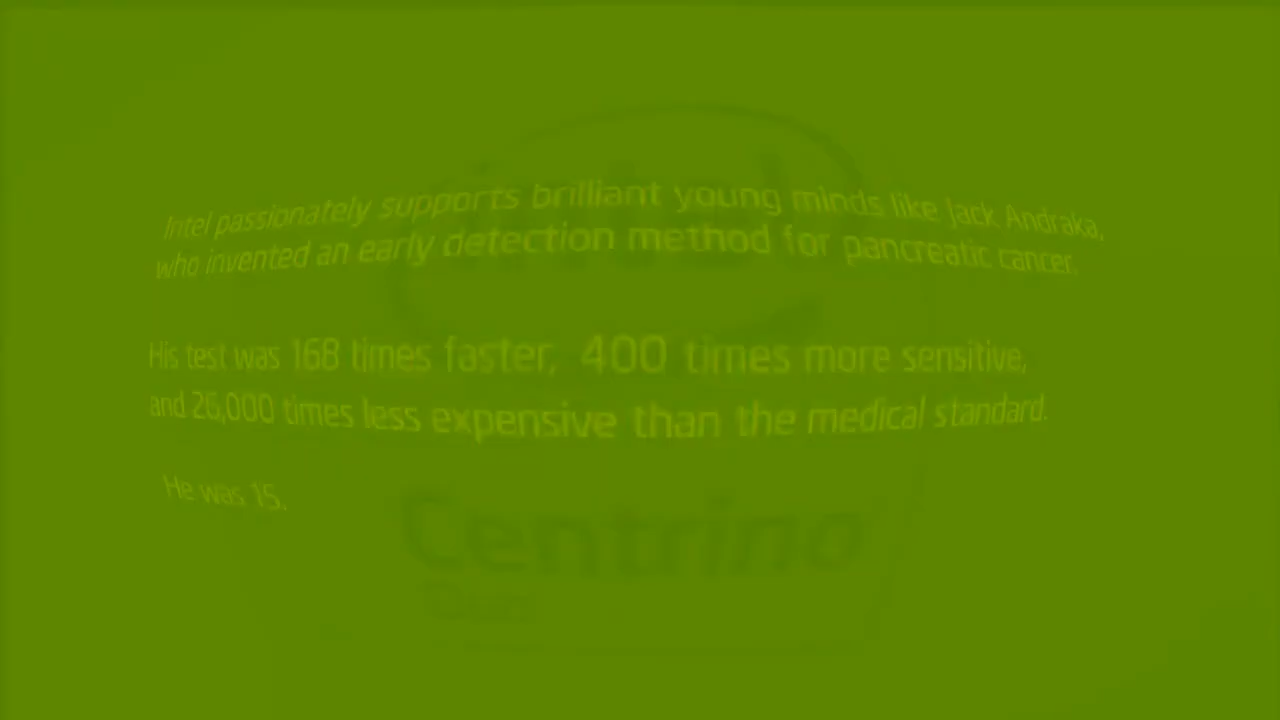 Intel passionately supports brilliant young minds like Jack Andraka,
who invented an early detection method for pancreatic cancer.
His test was 168 times faster, 400 times more sensitive,
and 26,000 times less expensive than the medical standard.
He was 15.
intel
Centrino